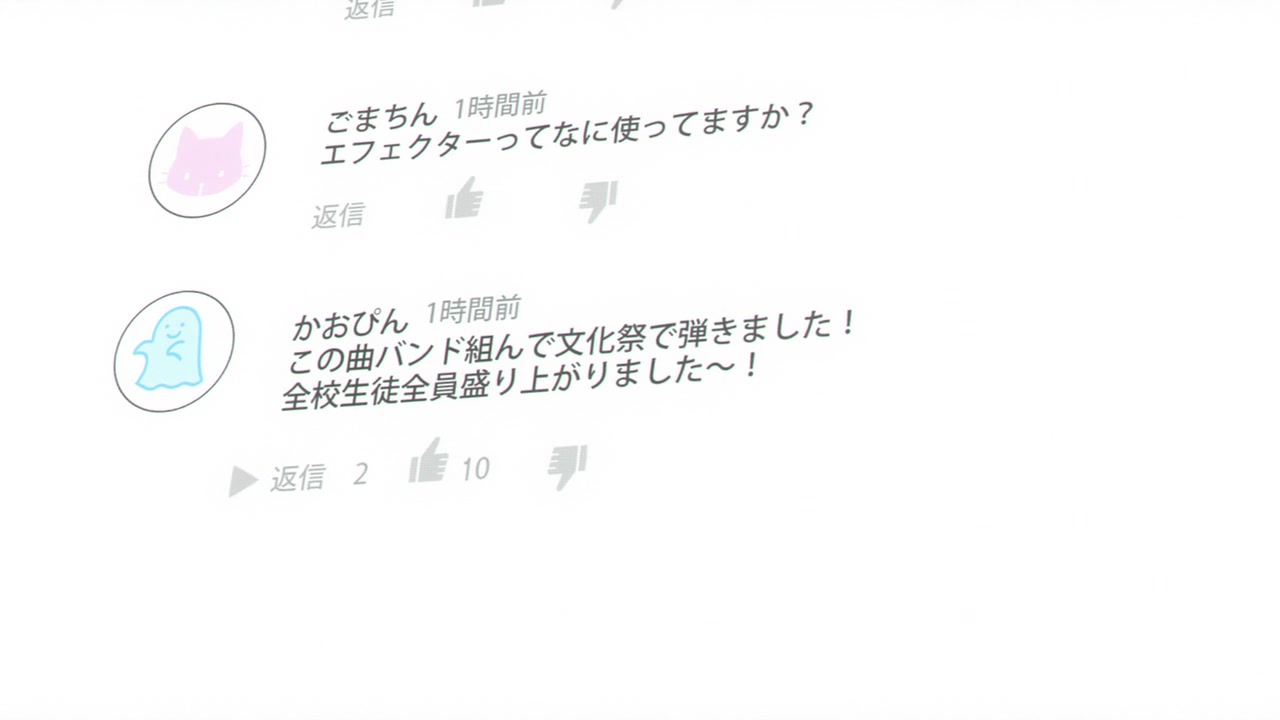 返信
ごまちん 1時間前
エフェクターってなに使ってますか？
返信
かおぴん 1時間前
この曲バンド組んで文化祭で弾きました！
全校生徒全員盛り上がりました～！
返信 2 10